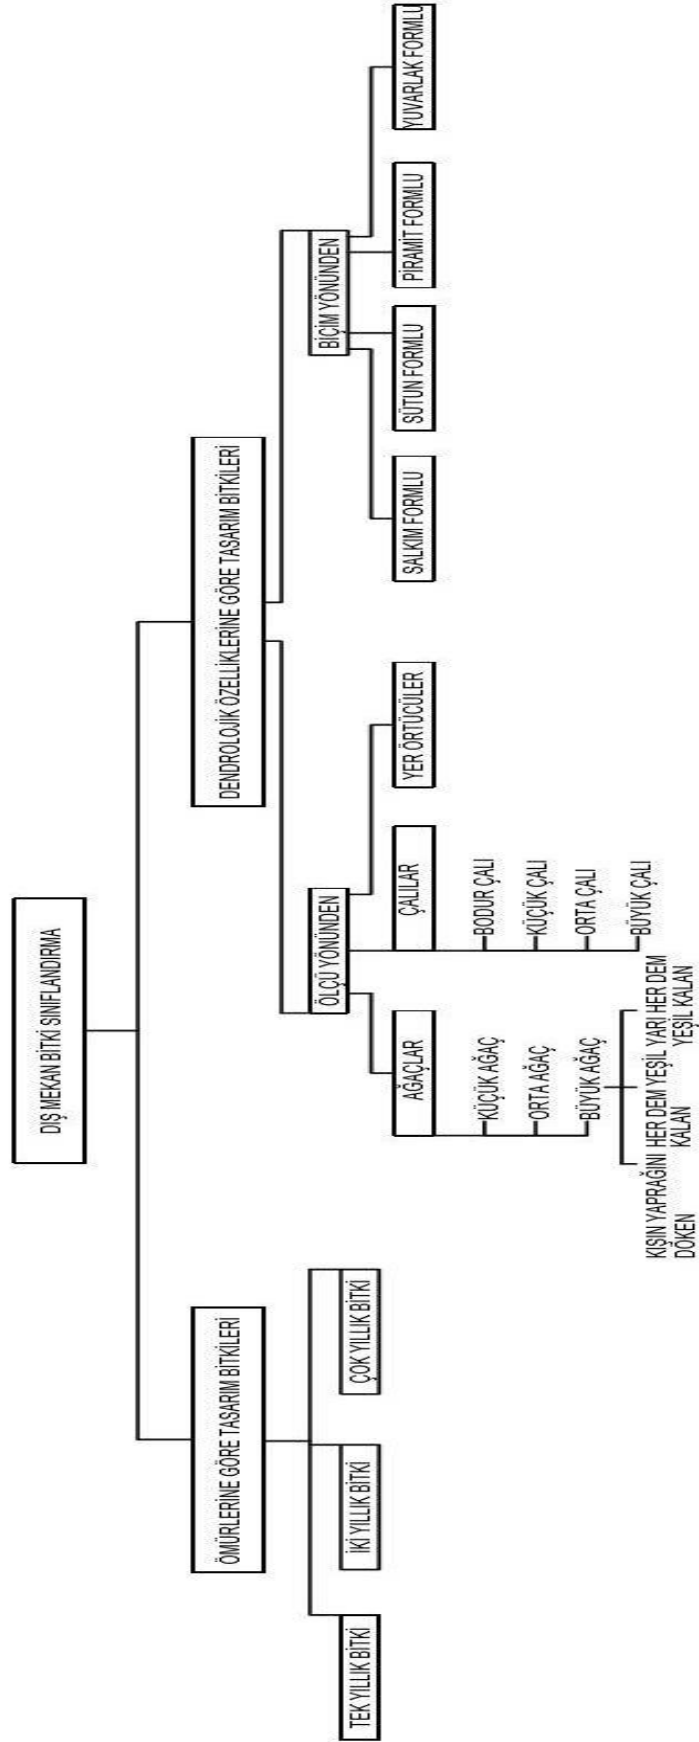 DIŞ MEKAN BİTKİ SINIFLANDIRMA
ÖMÜRLERİNE GÖRE TASARIM BİTKİLERİ
DENDROLOJİK ÖZELLİKLERİNE GÖRE TASARIM BİTKİLERİ
TEK YILLIK BİTKİ
İKİ YILLIK BİTKİ
ÇOK YILLIK BİTKİ
ÖLÇÜ YÖNÜNDEN
BİÇİM YÖNÜNDEN
AĞAÇLAR
ÇALILAR
YER ÖRTÜCÜLER
SALKIM FORMLU
SÜTUN FORMLU
PİRAMİT FORMLU
YUVARLAK FORMLU
KÜÇÜK AĞAÇ
ORTA AĞAÇ
BÜYÜK AĞAÇ
BODUR ÇALI
KÜÇÜK ÇALI
ORTA ÇALI
BÜYÜK ÇALI
KIŞIN YAPRAĞINI
DÖKEN
HER DEM YEŞİL
KALAN
YARI HER DEM
YEŞİL KALAN